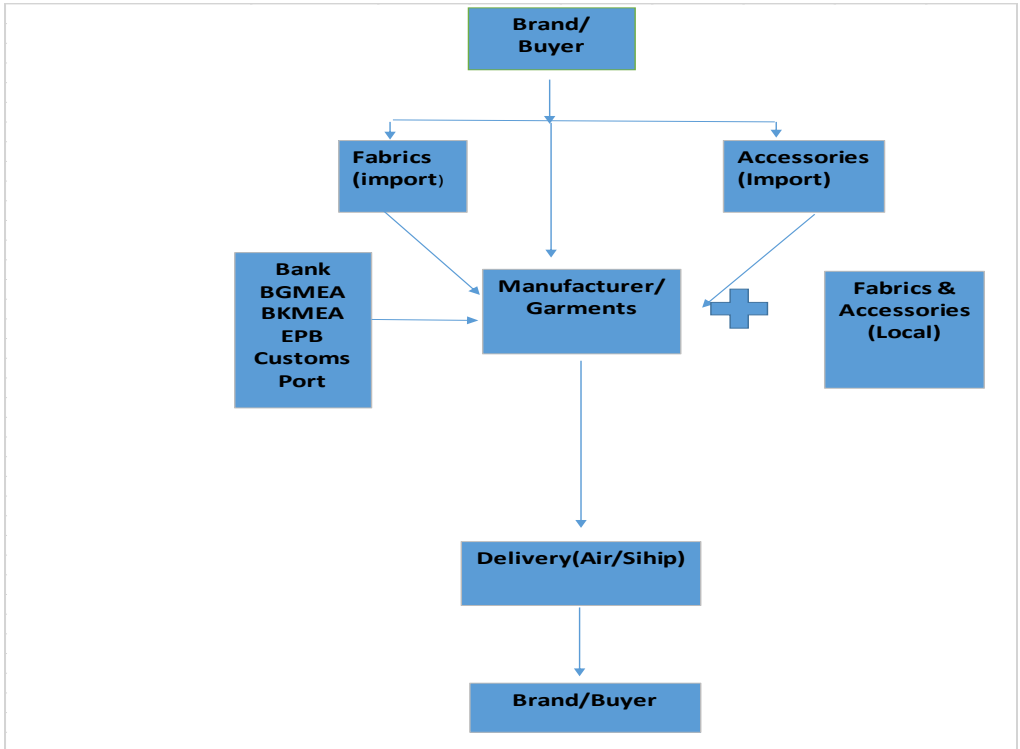 Brand/
Buyer
Fabrics
(import)
Accessories
(Import)
Bank
BGMEA
BKMEA
EPB
Customs
Port
Manufacturer/
Garments
Fabrics &
Accessories
(Local)
Delivery(Air/Sihip)
Brand/Buyer